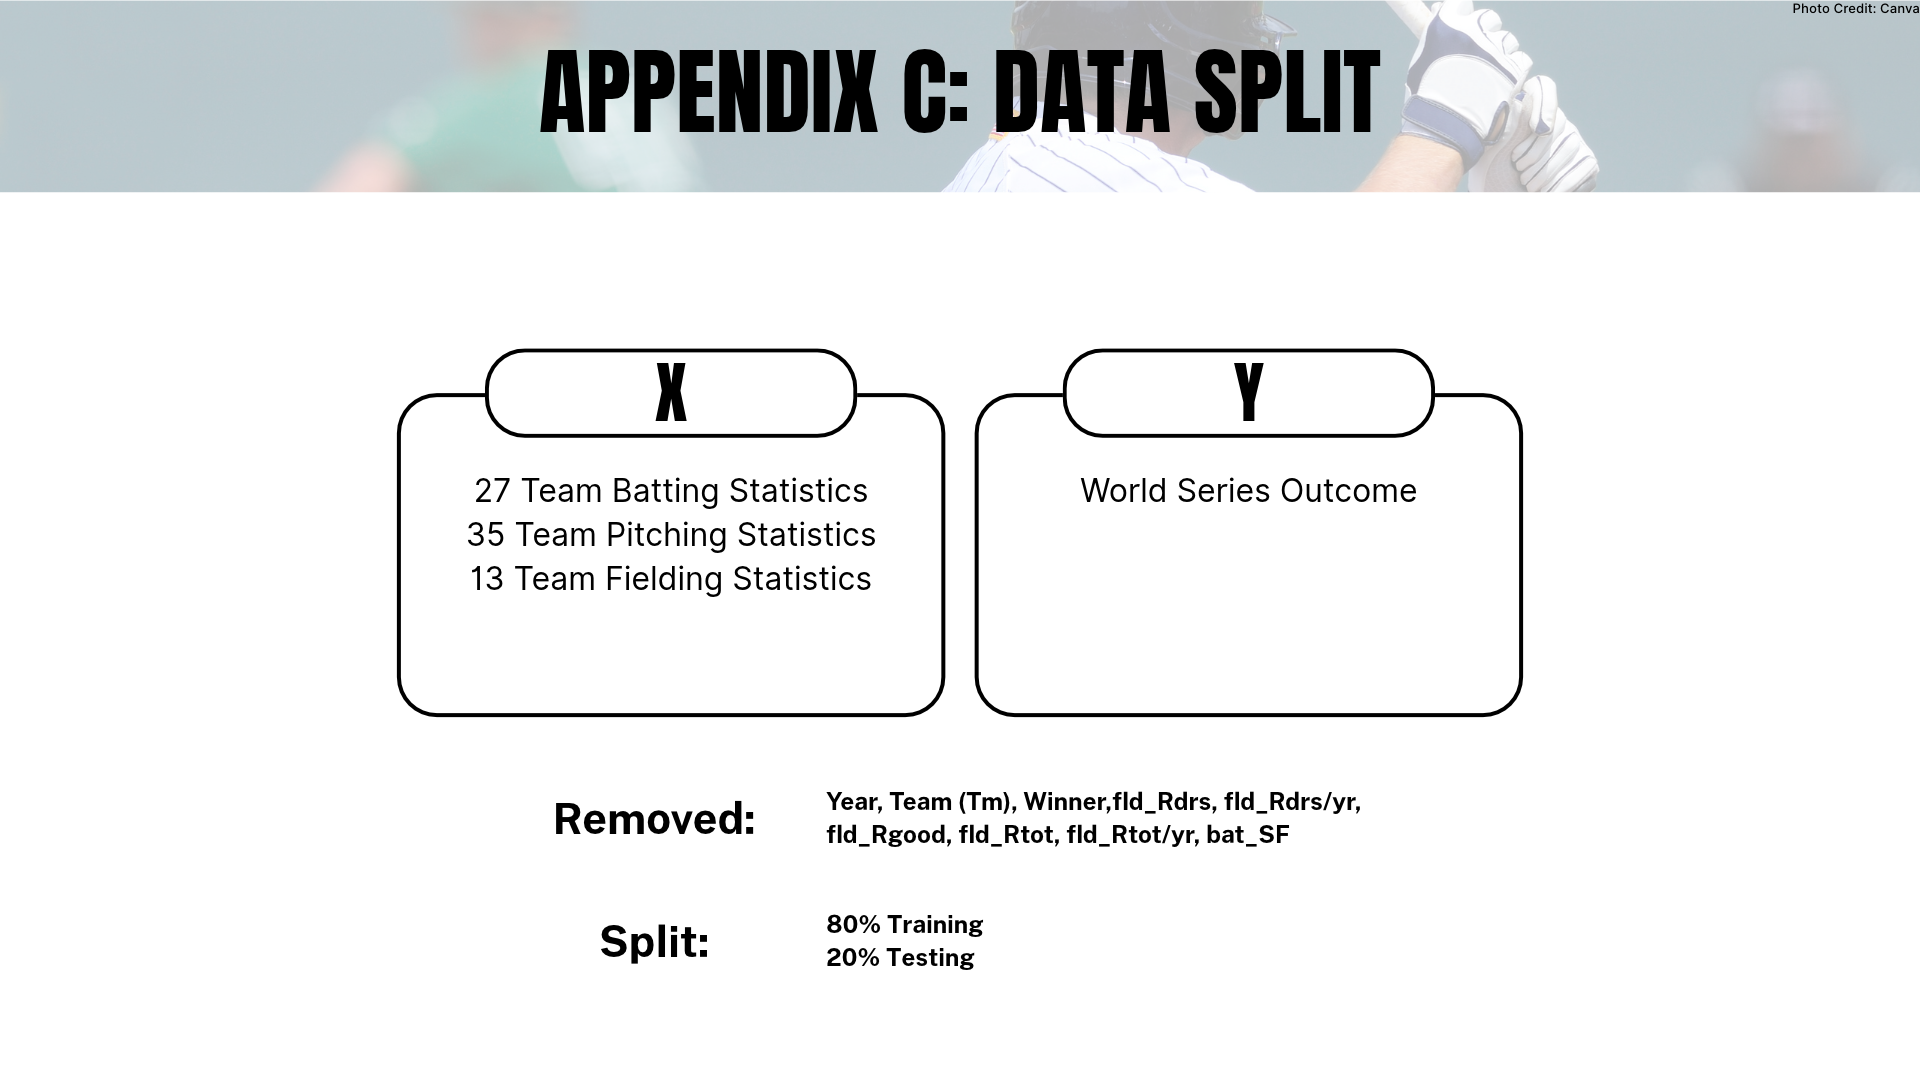 Photo Credit: Canva
APPENDIX C: DATA SPLIT
X
27 Team Batting Statistics
35 Team Pitching Statistics
13 Team Fielding Statistics
Y
World Series Outcome
Removed:
Year, Team (Tm), Winner,fld_Rdrs, fld_Rdrs/yr,
fld_Rgood, fld_Rtot, fld_Rtot/yr, bat_SF
Split:
80% Training
20% Testing